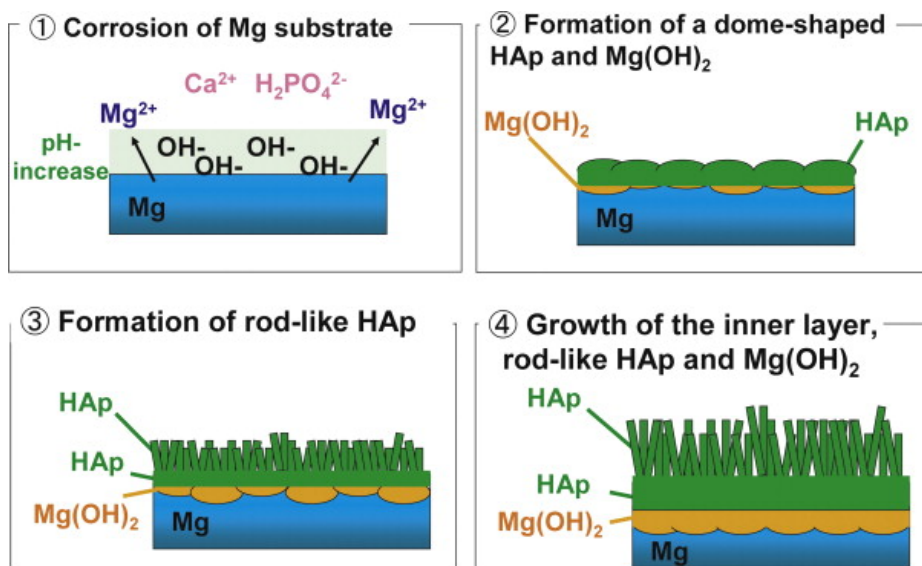 ① Corrosion of Mg substrate
Ca²⁺ H₂PO₄²⁻
Mg²⁺ Mg²⁺
pH-
increase
OH- OH-
OH- OH-
Mg
② Formation of a dome-shaped
HAp and Mg(OH)₂
Mg(OH)₂ HAp
Mg
③ Formation of rod-like HAp
HAp
HAp
Mg(OH)₂
Mg
④ Growth of the inner layer,
rod-like HAp and Mg(OH)₂
HAp
HAp
Mg(OH)₂
Mg